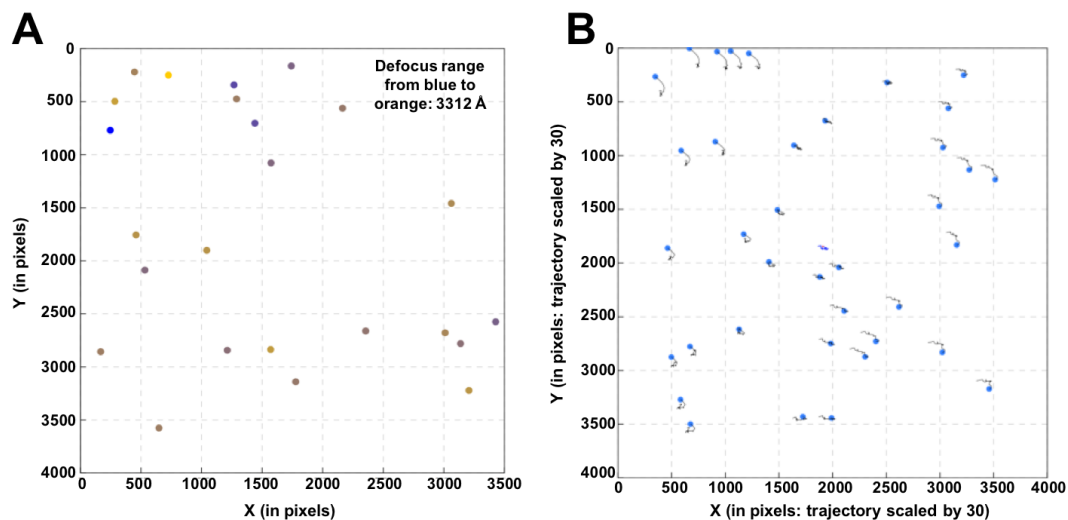 A
0
500
1000
1500
2000
2500
3000
3500
4000
Y (in pixels)
Defocus range
from blue to
orange: 3312 Å
0 500 1000 1500 2000 2500 3000 3500
X (in pixels)
B
0
500
1000
1500
2000
2500
3000
3500
4000
Y (in pixels: trajectory scaled by 30)
0 500 1000 1500 2000 2500 3000 3500 4000
X (in pixels: trajectory scaled by 30)